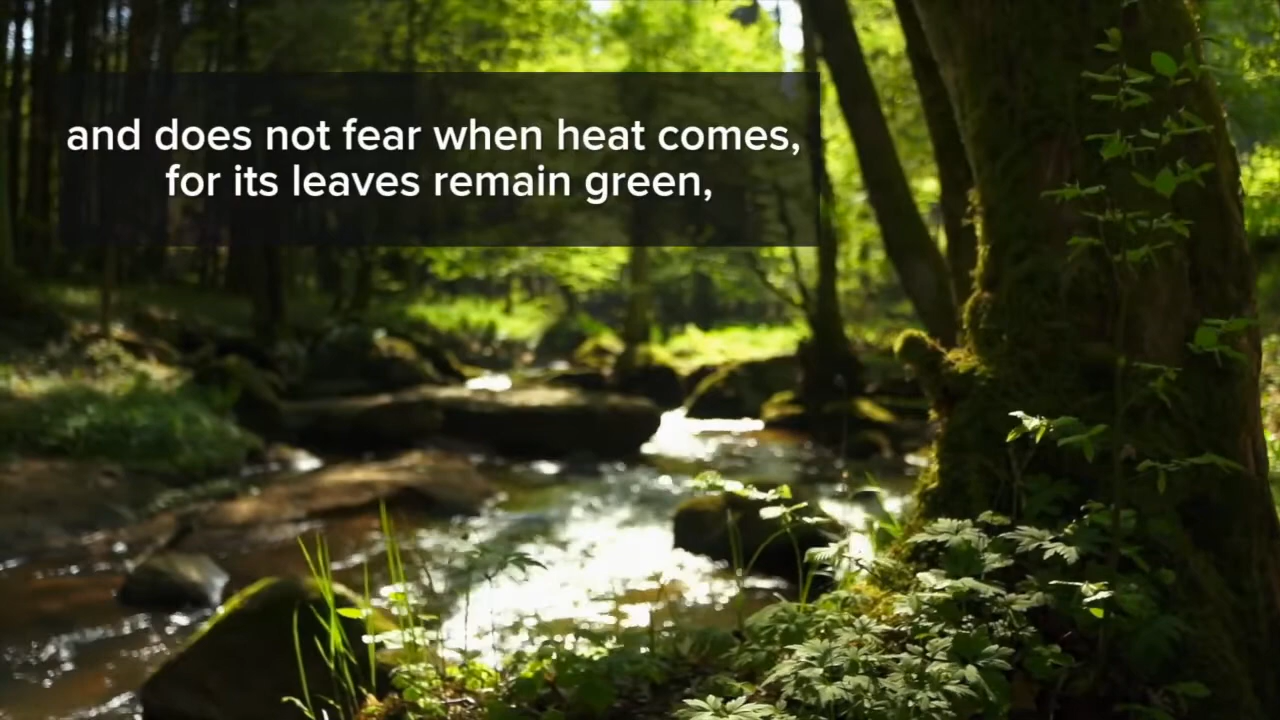 and does not fear when heat comes,
for its leaves remain green,